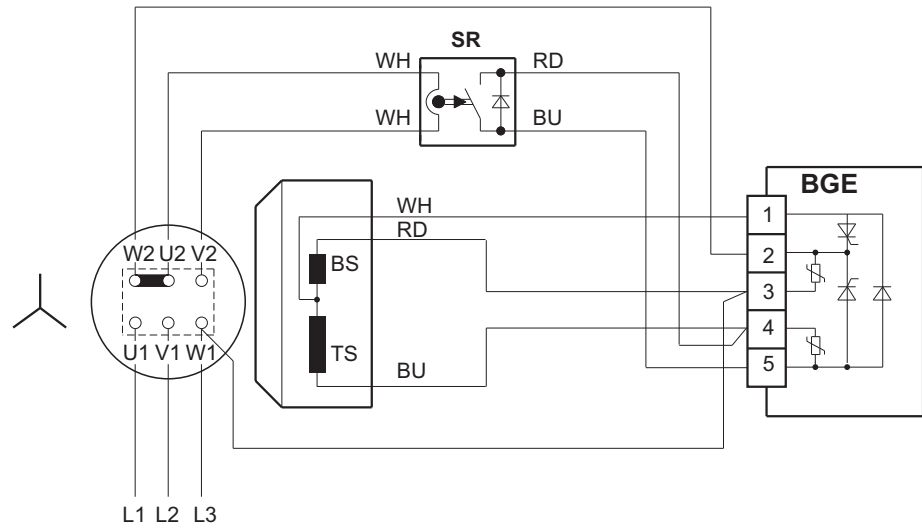 SR
WH
RD
WH
BU
BGE
WH
1
RD
W2 U2 V2
BS
2
3
4
U1 V1 W1
TS
BU
5
L1 L2 L3